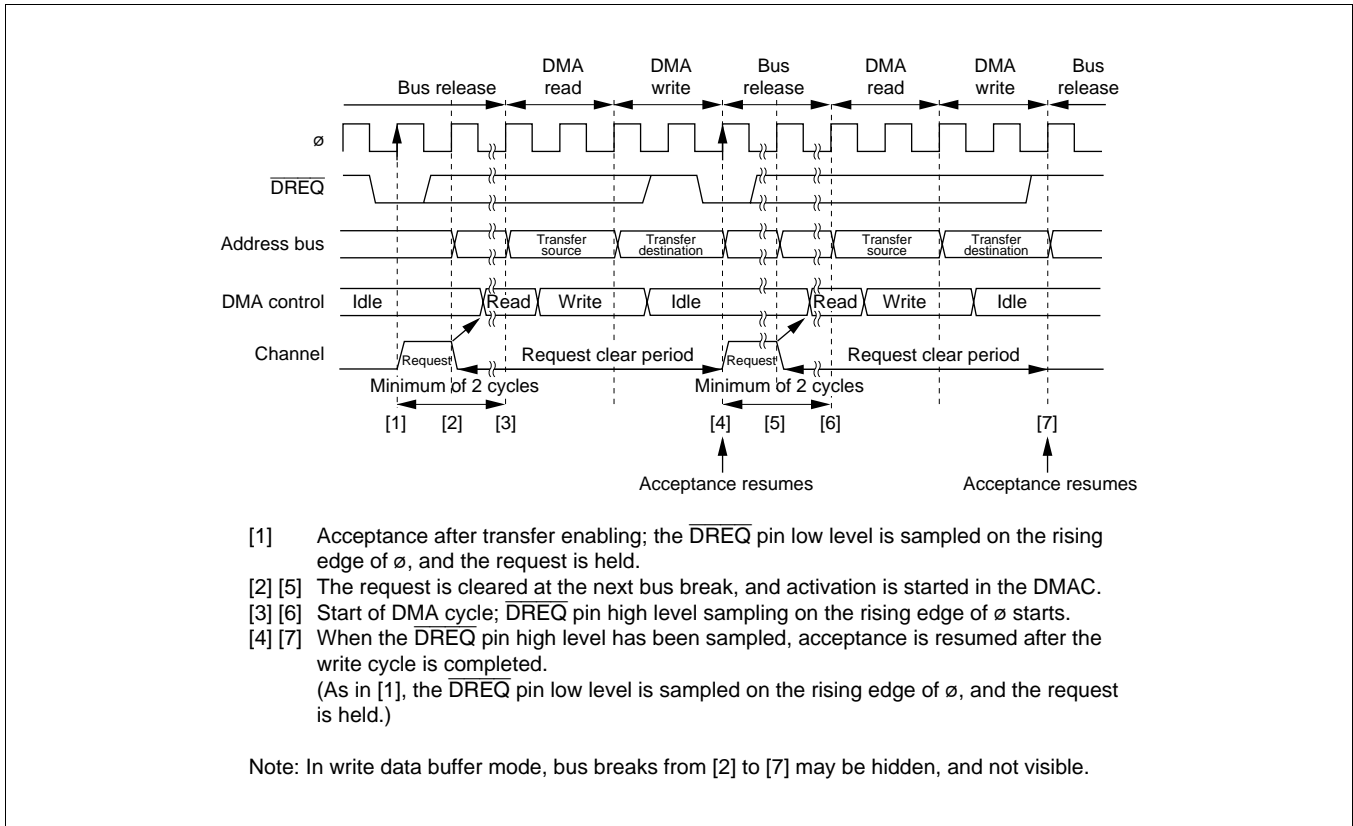 DMA DMA Bus DMA DMA Bus
Bus release read write release read write release
ø
DREQ
Address bus Transfer source Transfer destination Transfer source Transfer destination
DMA control Idle Read Write Idle Read Write Idle
Channel Request Request clear period Request Request clear period
Minimum of 2 cycles Minimum of 2 cycles
[1] [2] [3] [4] [5] [6] [7]
Acceptance resumes Acceptance resumes
[1] Acceptance after transfer enabling; the DREQ pin low level is sampled on the rising
edge of ø, and the request is held.
[2] [5] The request is cleared at the next bus break, and activation is started in the DMAC.
[3] [6] Start of DMA cycle; DREQ pin high level sampling on the rising edge of ø starts.
[4] [7] When the DREQ pin high level has been sampled, acceptance is resumed after the
write cycle is completed.
(As in [1], the DREQ pin low level is sampled on the rising edge of ø, and the request
is held.)
Note: In write data buffer mode, bus breaks from [2] to [7] may be hidden, and not visible.